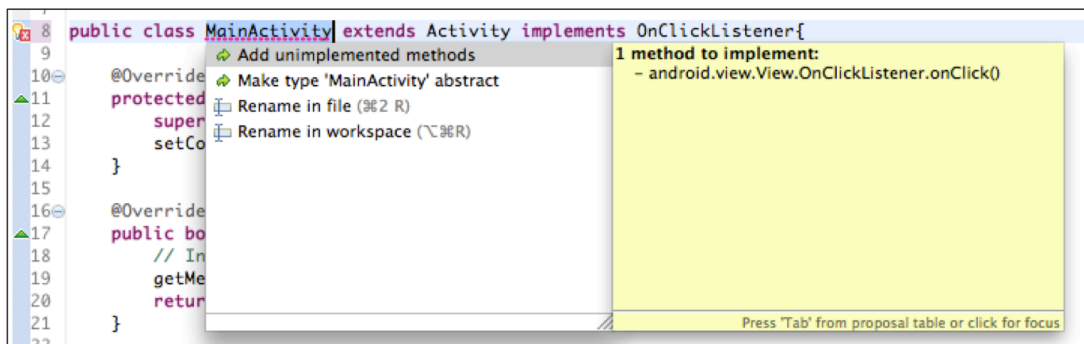 8 public class MainActivity extends Activity implements OnClickListener{
9
Add unimplemented methods
Make type 'MainActivity' abstract
Rename in file (⌘2 R)
Rename in workspace (⌥⌘R)
1 method to implement:
- android.view.View.OnClickListener.onClick()
Press 'Tab' from proposal table or click for focus
10 @Override
11 protected
12 super
13 setCo
14 }
15
16 @Override
17 public bo
18 // In
19 getMe
20 retur
21 }